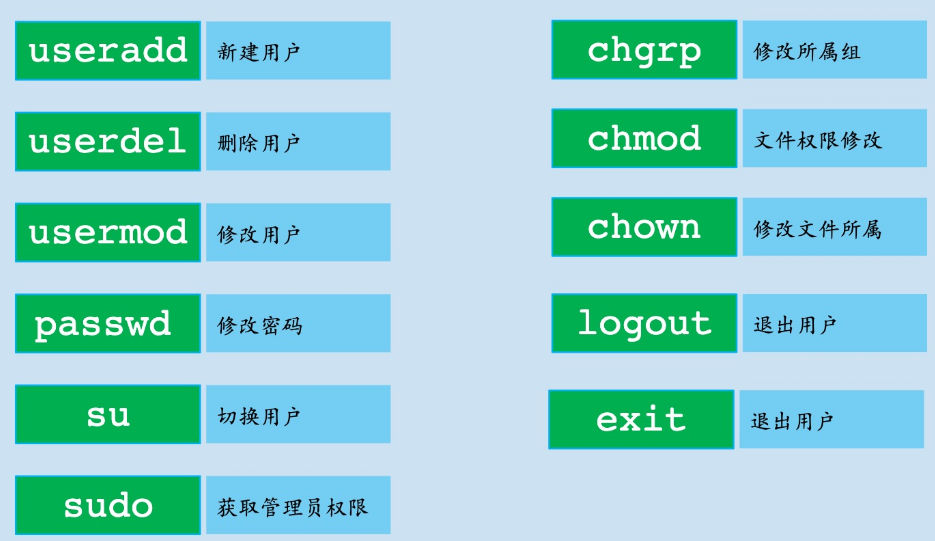 useradd 新建用户
userdel 删除用户
usermod 修改用户
passwd 修改密码
su 切换用户
sudo 获取管理员权限
chgrp 修改所属组
chmod 文件权限修改
chown 修改文件所属
logout 退出用户
exit 退出用户